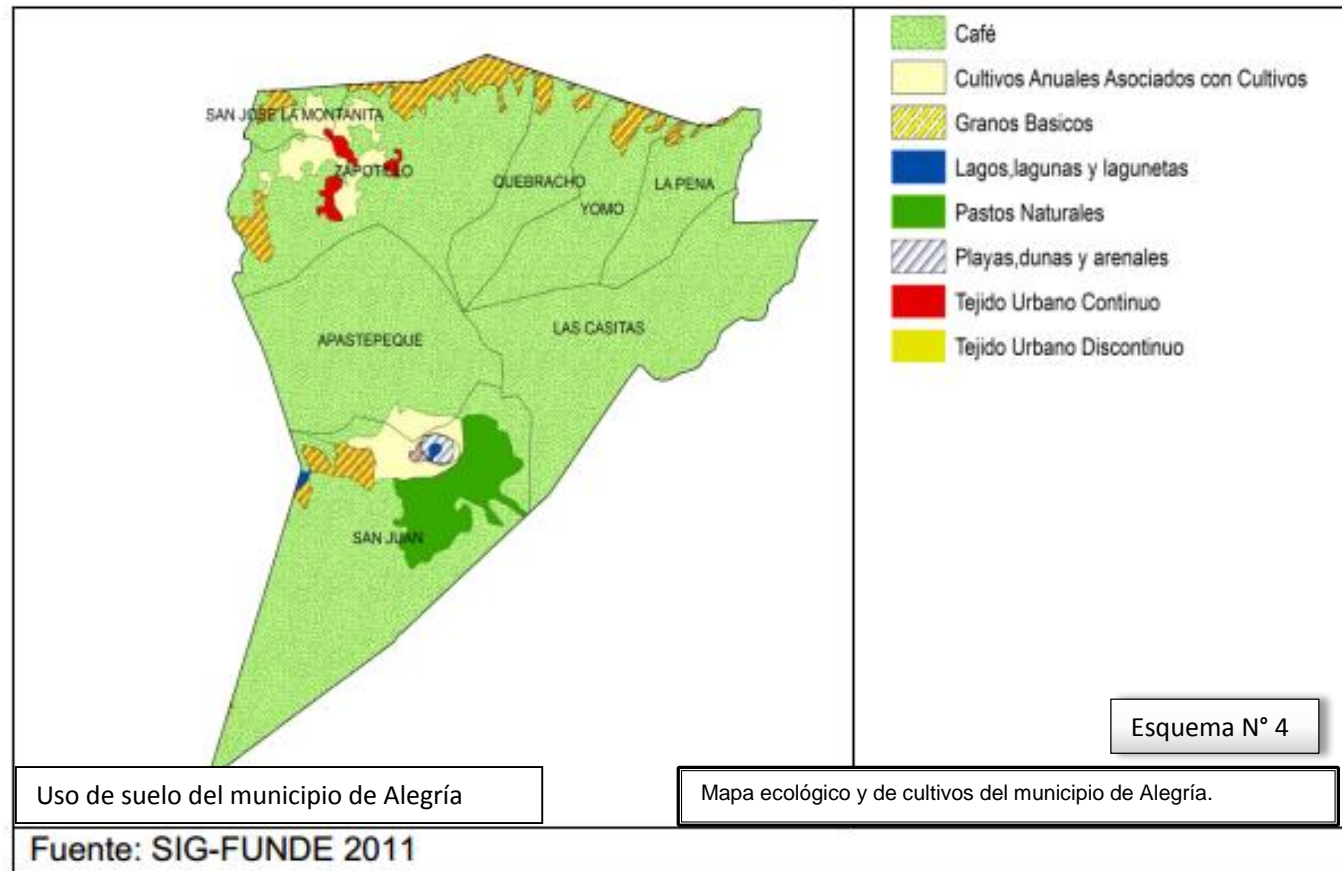 Café
Cultivos Anuales Asociados con Cultivos
Granos Basicos
Lagos,lagunas y lagunetas
Pastos Naturales
Playas,dunas y arenales
Tejido Urbano Continuo
Tejido Urbano Discontinuo
SAN JOSE LA MONTANITA
ZAPOTILLO
QUEBRACHO
LA PENA
YOMO
APASTEPEQUE
LAS CASITAS
SAN JUAN
Esquema N° 4
Uso de suelo del municipio de Alegría
Mapa ecológico y de cultivos del municipio de Alegría.
Fuente: SIG-FUNDE 2011